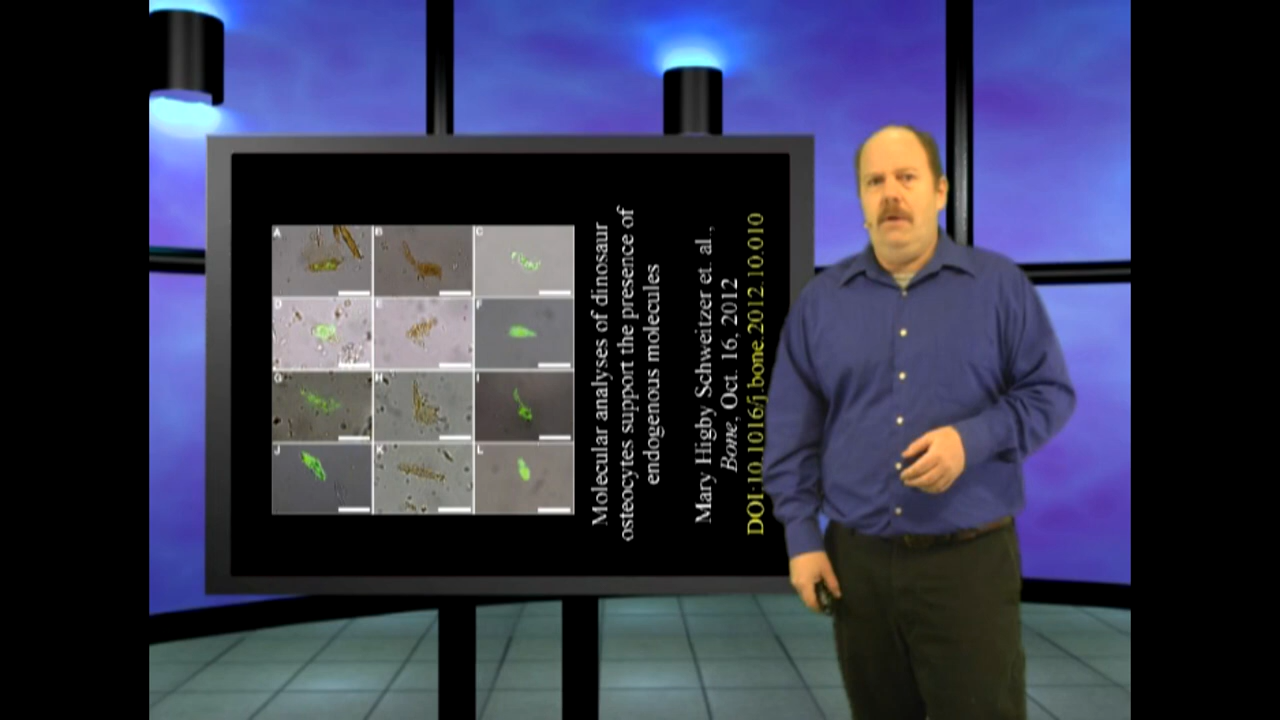 A B C
D E F
G H I
J K L
Molecular analyses of dinosaur
osteocytes support the presence of
endogenous molecules
Mary Higby Schweitzer et. al.,
Bone, Oct. 16, 2012
DOI:10.1016/j.bone.2012.10.010